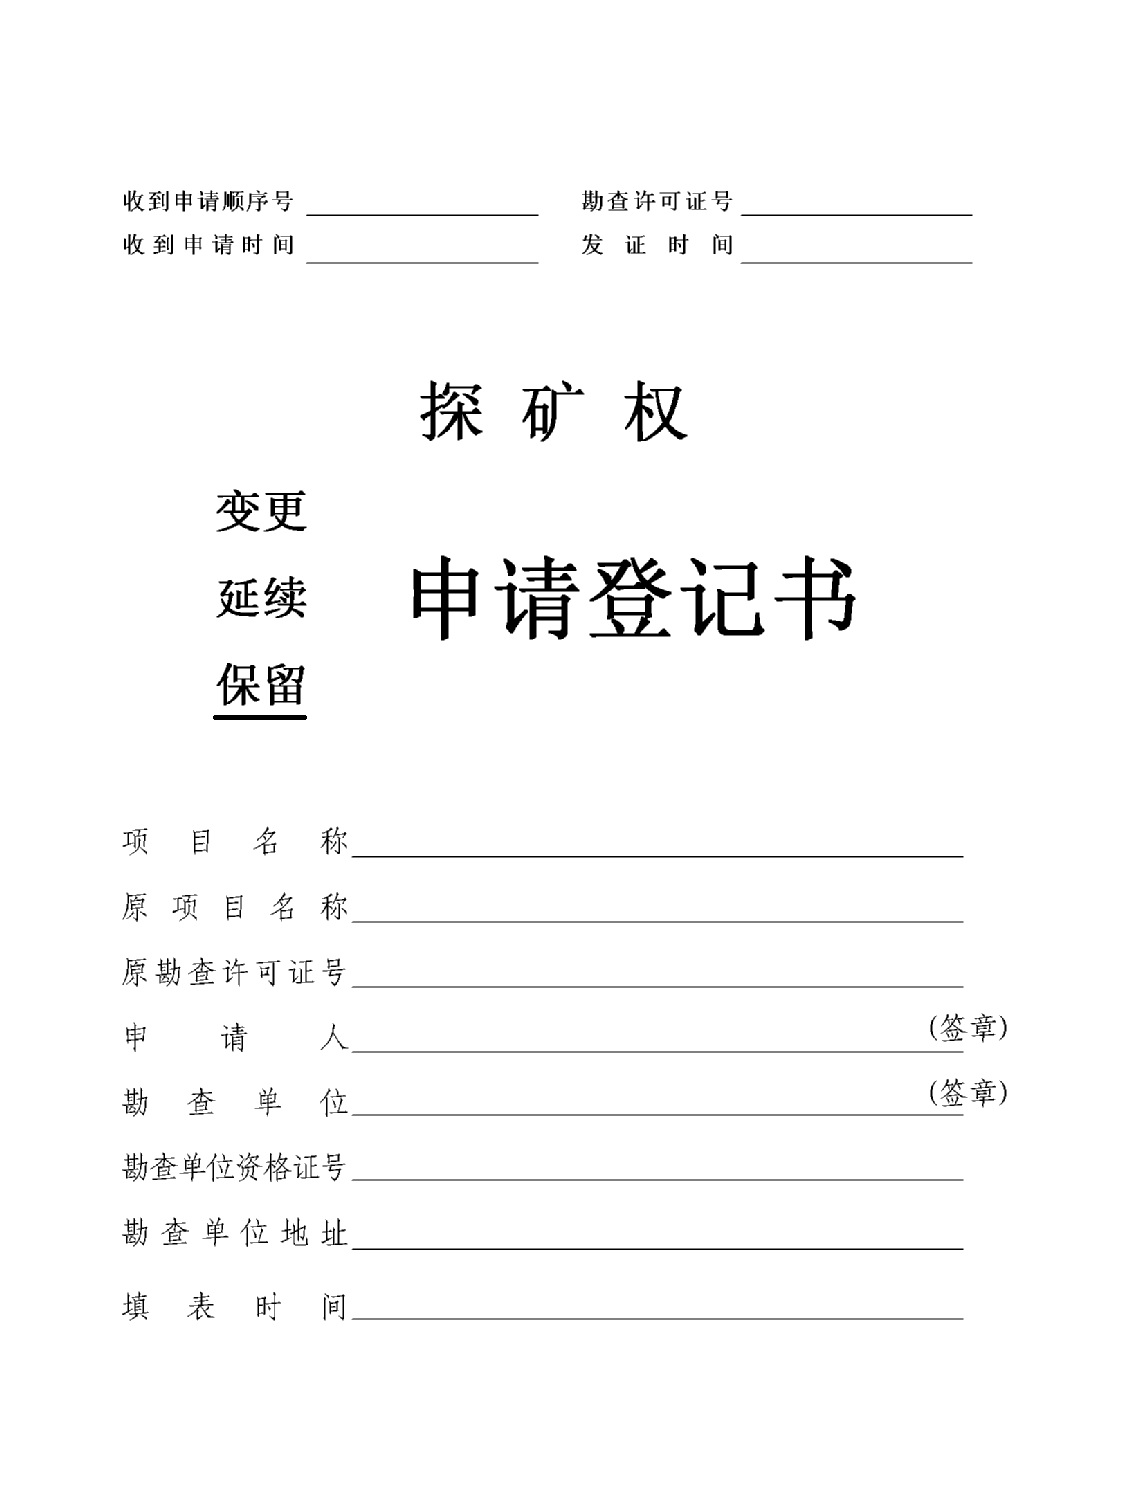 收到申请顺序号 勘查许可证号
收到申请时间 发证时间
探矿权
变更
延续
申请登记书
保留
项目名称
原项目名称
原勘查许可证号
申请人 (签章)
勘查单位 (签章)
勘查单位资格证号
勘查单位地址
填表时间